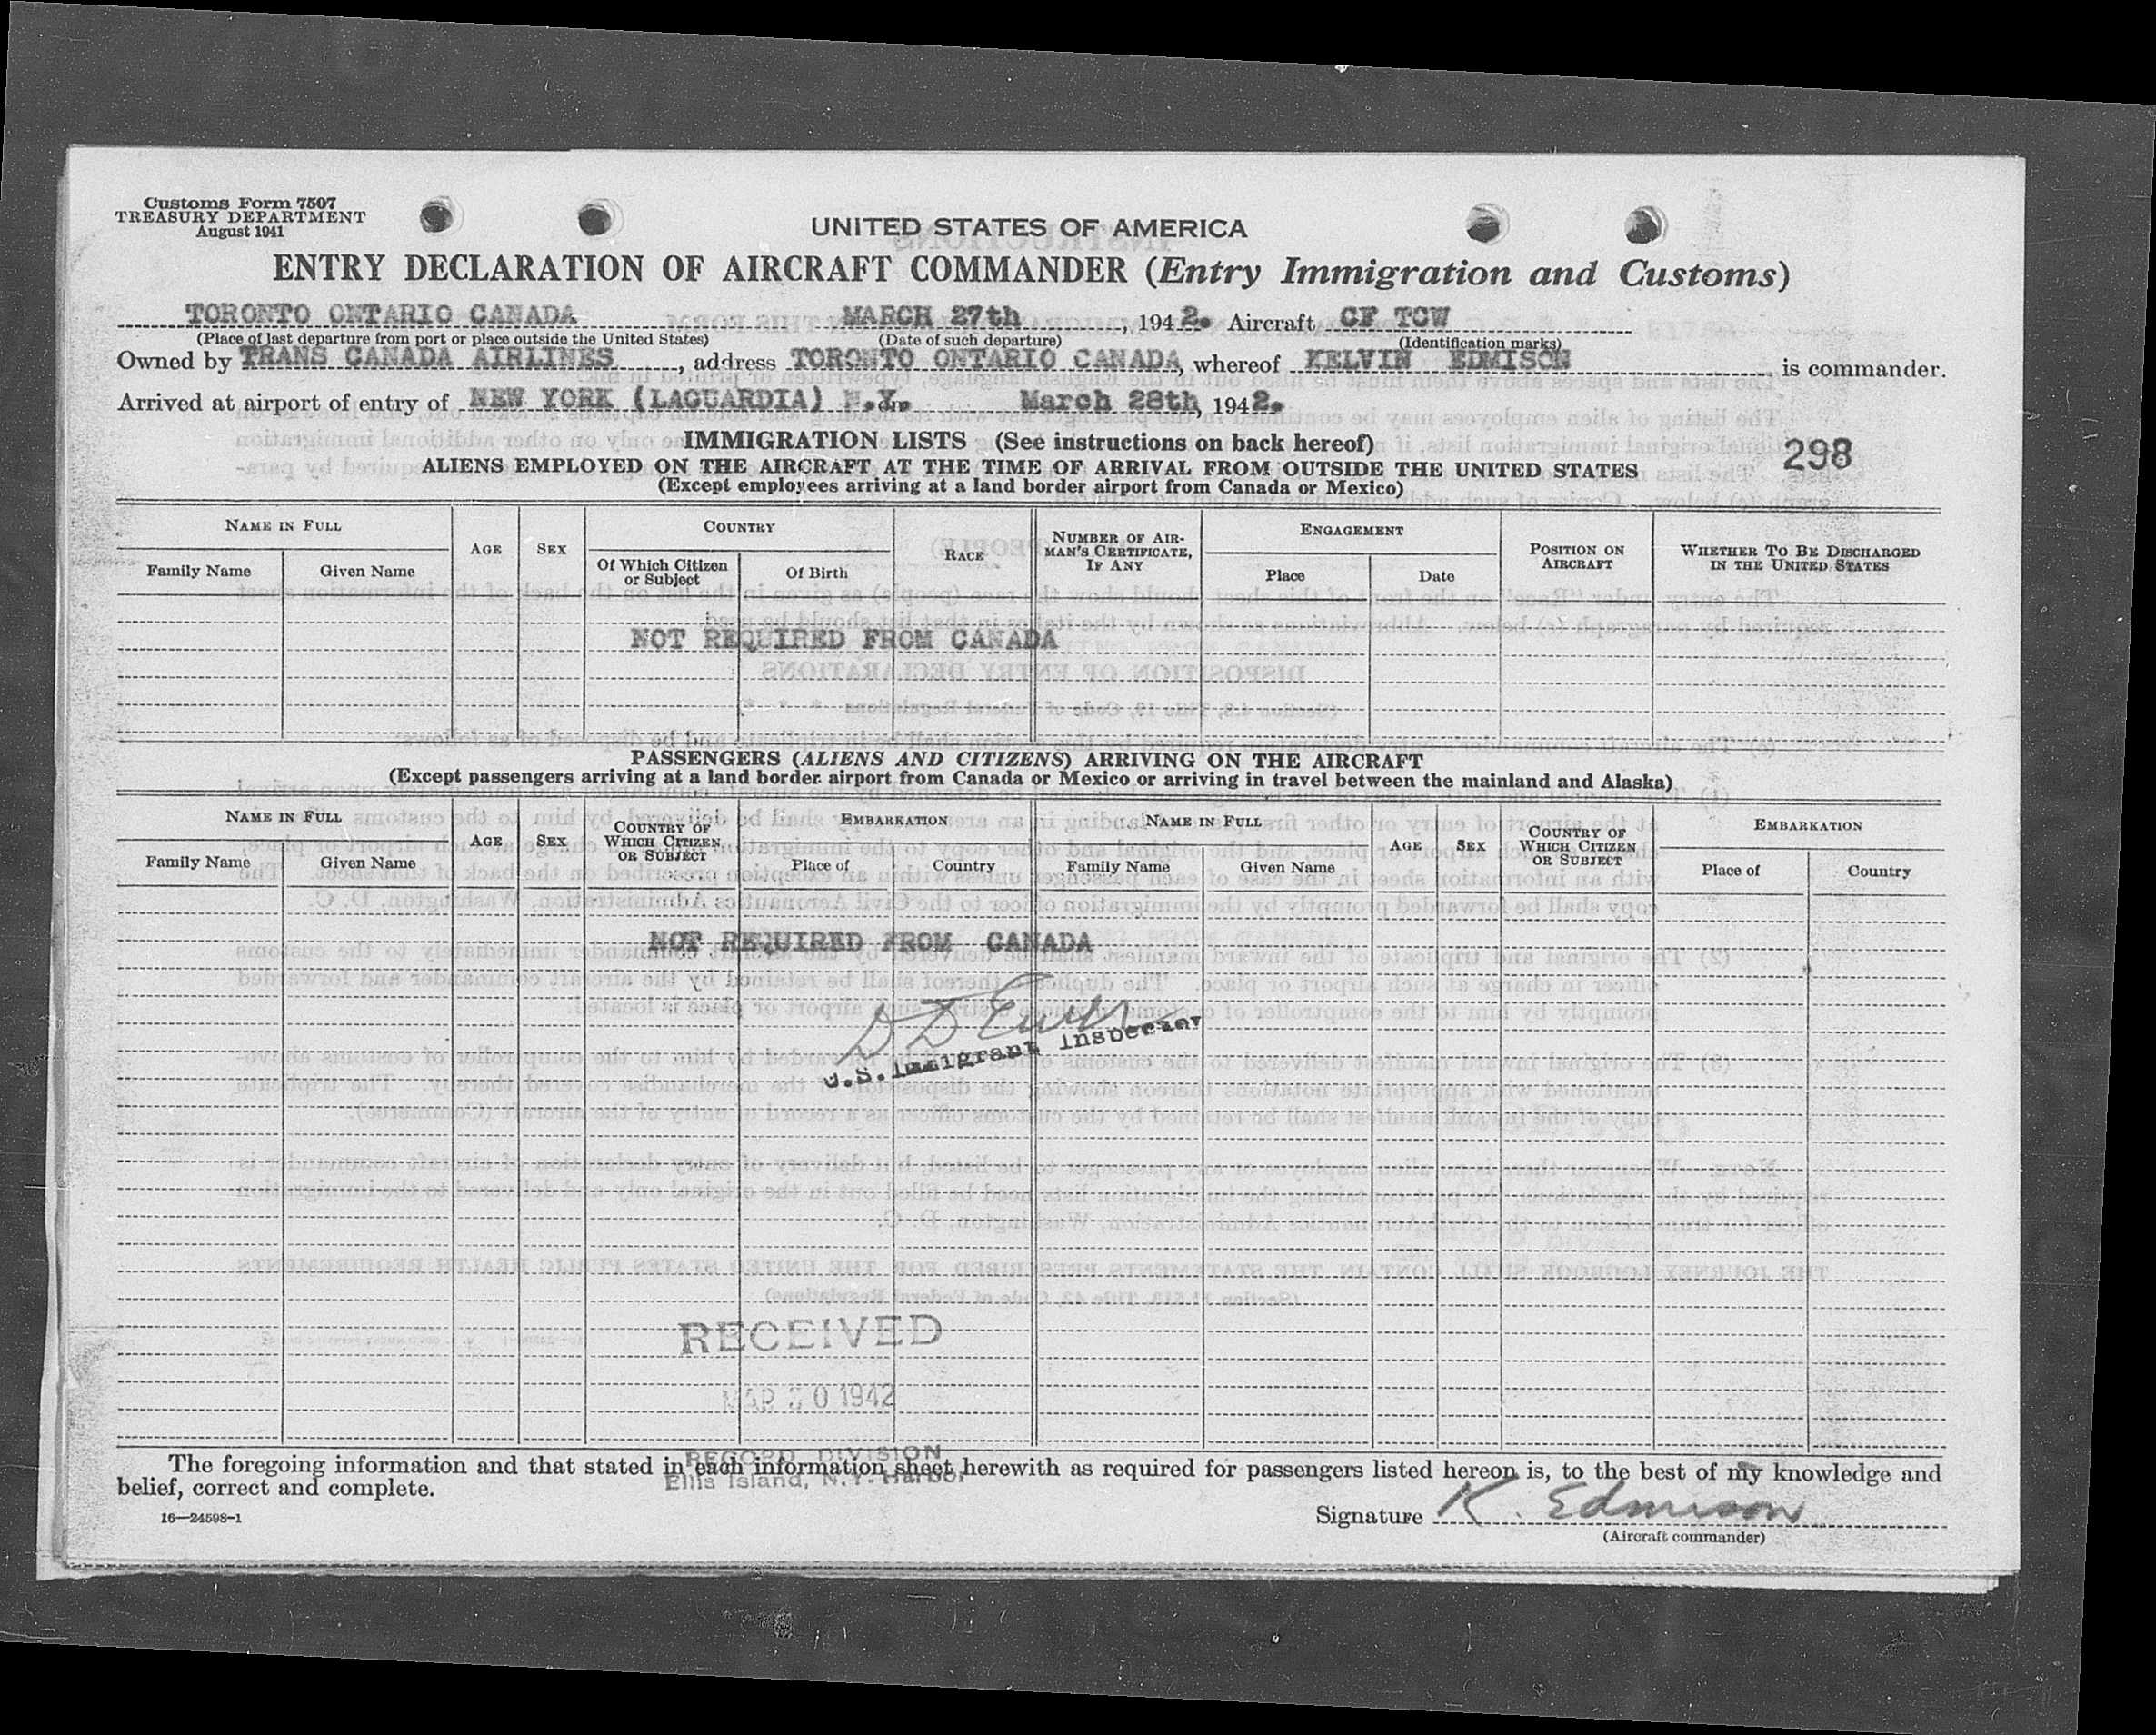 Customs Form 7507
TREASURY DEPARTMENT
August 1941
UNITED STATES OF AMERICA
ENTRY DECLARATION OF AIRCRAFT COMMANDER (Entry Immigration and Customs)
TORONTO ONTARIO CANADA MARCH 27th, 1942. Aircraft CF TCW
(Place of last departure from port or place outside the United States) (Date of such departure) (Identification marks)
Owned by TRANS CANADA AIRLINES, address TORONTO ONTARIO CANADA, whereof KELVIN EDMISON is commander.
Arrived at airport of entry of NEW YORK (LAGUARDIA) N.Y. March 28th, 1942.
IMMIGRATION LISTS (See instructions on back hereof)
298
ALIENS EMPLOYED ON THE AIRCRAFT AT THE TIME OF ARRIVAL FROM OUTSIDE THE UNITED STATES
(Except employees arriving at a land border airport from Canada or Mexico)
NAME IN FULL AGE SEX COUNTRY RACE NUMBER OF AIRMAN'S CERTIFICATE, IF ANY ENGAGEMENT POSITION ON AIRCRAFT WHETHER TO BE DISCHARGED IN THE UNITED STATES
Family Name Given Name Of Which Citizen or Subject Of Birth Place Date
NOT REQUIRED FROM CANADA
PASSENGERS (ALIENS AND CITIZENS) ARRIVING ON THE AIRCRAFT
(Except passengers arriving at a land border airport from Canada or Mexico or arriving in travel between the mainland and Alaska)
NAME IN FULL AGE SEX COUNTRY OF WHICH CITIZEN OR SUBJECT EMBARKATION NAME IN FULL AGE SEX COUNTRY OF WHICH CITIZEN OR SUBJECT EMBARKATION
Family Name Given Name Place of Country Family Name Given Name Place of Country
NOT REQUIRED FROM CANADA
U.S. Immigrant Inspector
RECEIVED
MAR 30 1942
RECORD DIVISION
Ellis Island, N.Y. Harbor
The foregoing information and that stated in each information sheet herewith as required for passengers listed hereon is, to the best of my knowledge and
belief, correct and complete.
Signature K. Edmison
16—24598-1
(Aircraft commander)